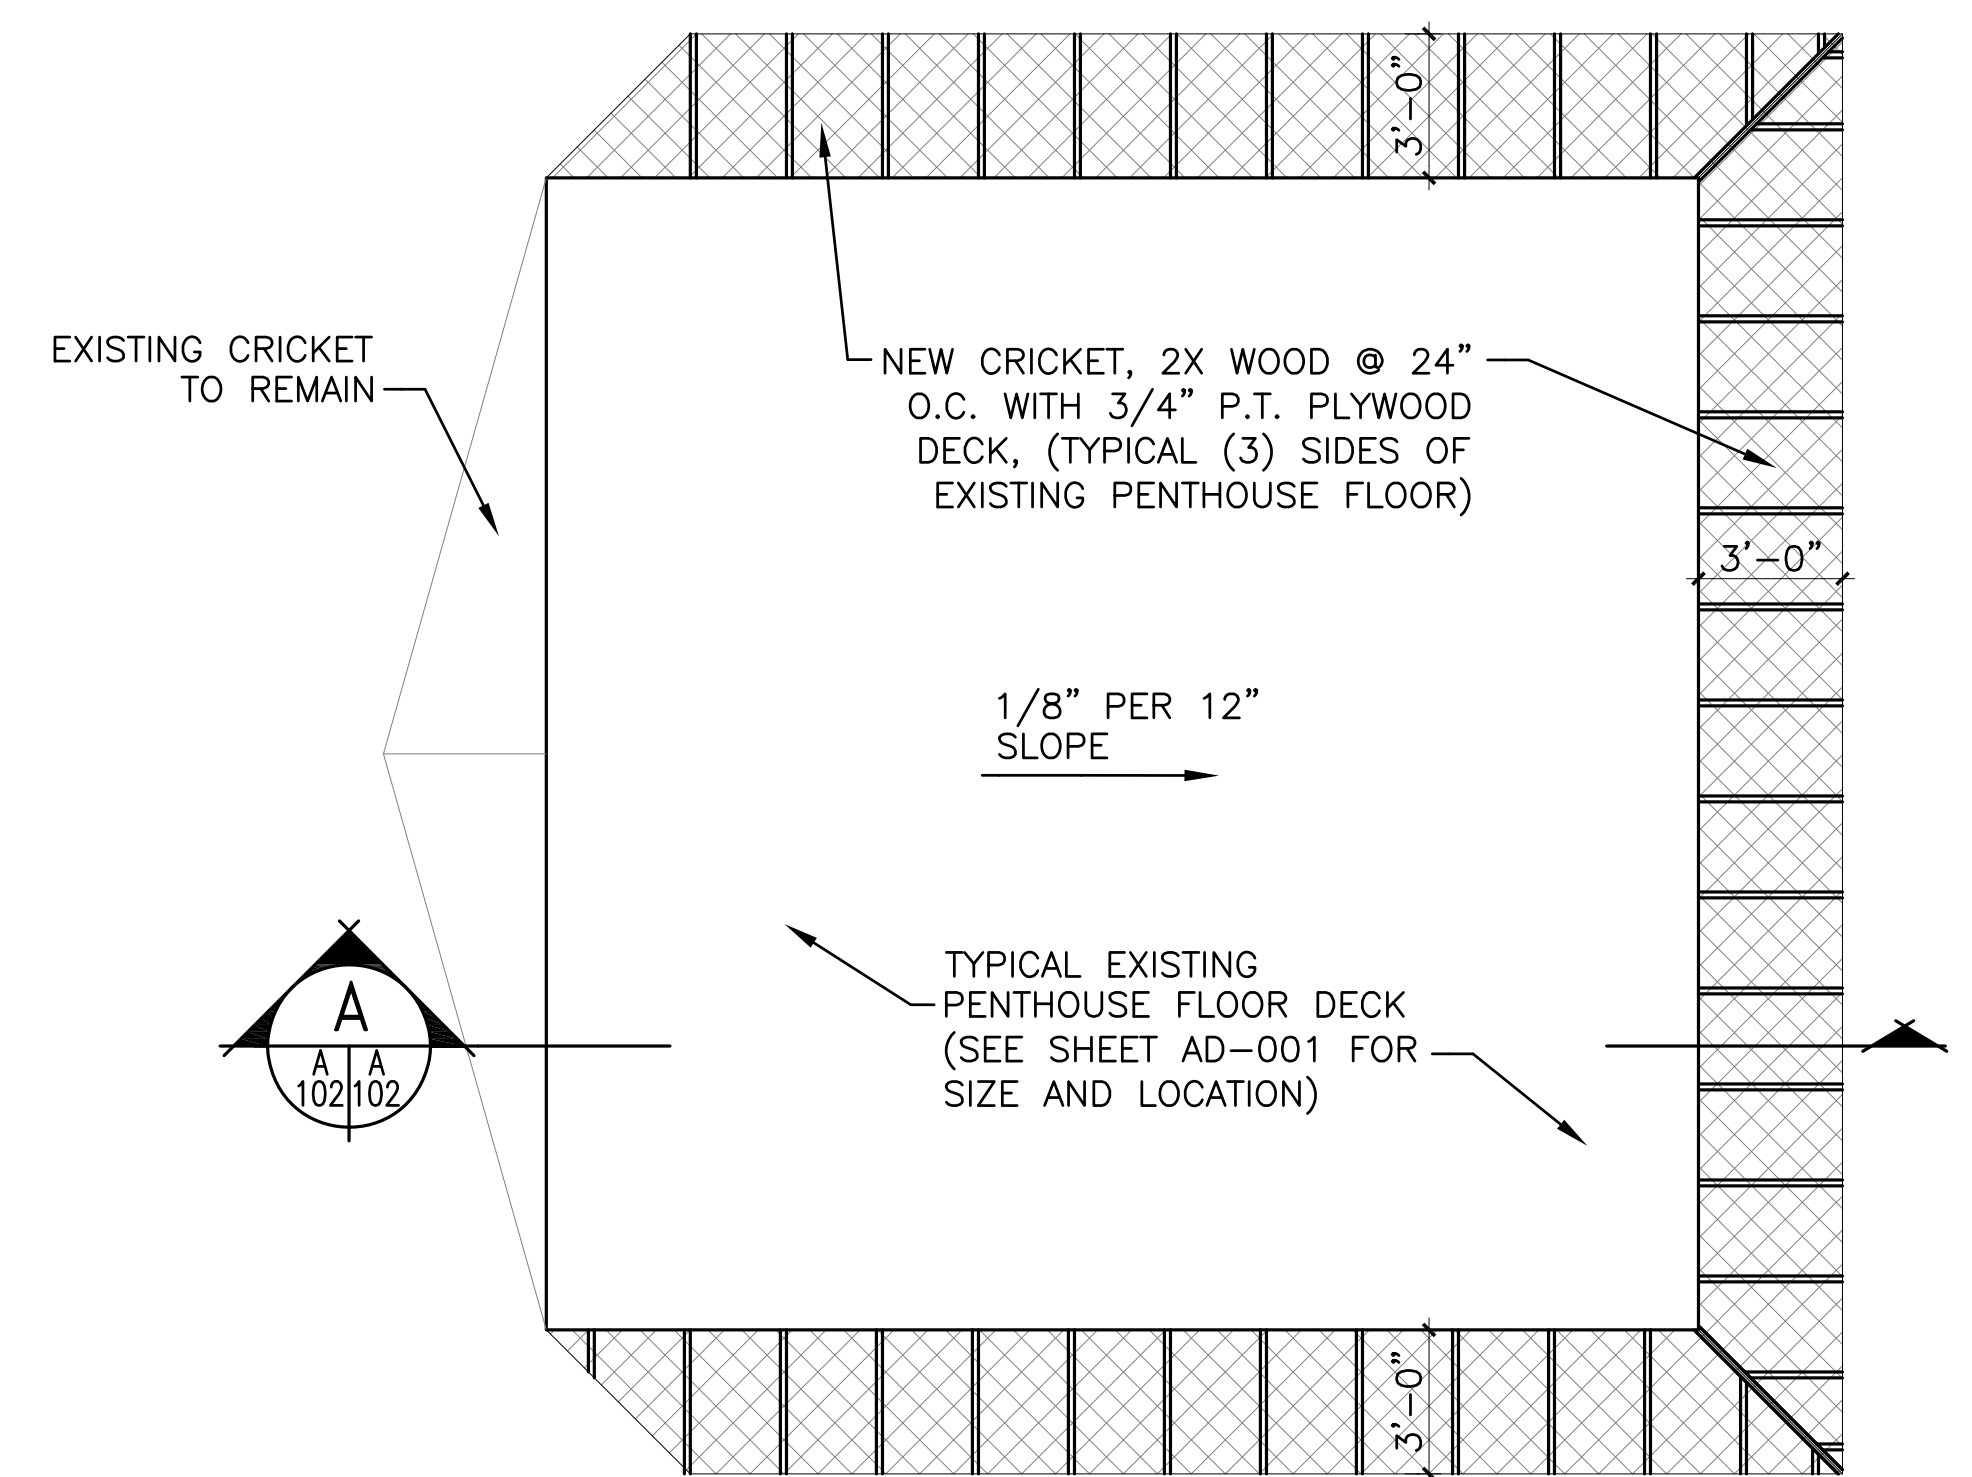 3'-0"
EXISTING CRICKET
TO REMAIN
NEW CRICKET, 2X WOOD @ 24"
O.C. WITH 3/4" P.T. PLYWOOD
DECK, (TYPICAL (3) SIDES OF
EXISTING PENTHOUSE FLOOR)
3'-0"
1/8" PER 12"
SLOPE
TYPICAL EXISTING
PENTHOUSE FLOOR DECK
(SEE SHEET AD-001 FOR
SIZE AND LOCATION)
A
A A
102 102
3'-0"